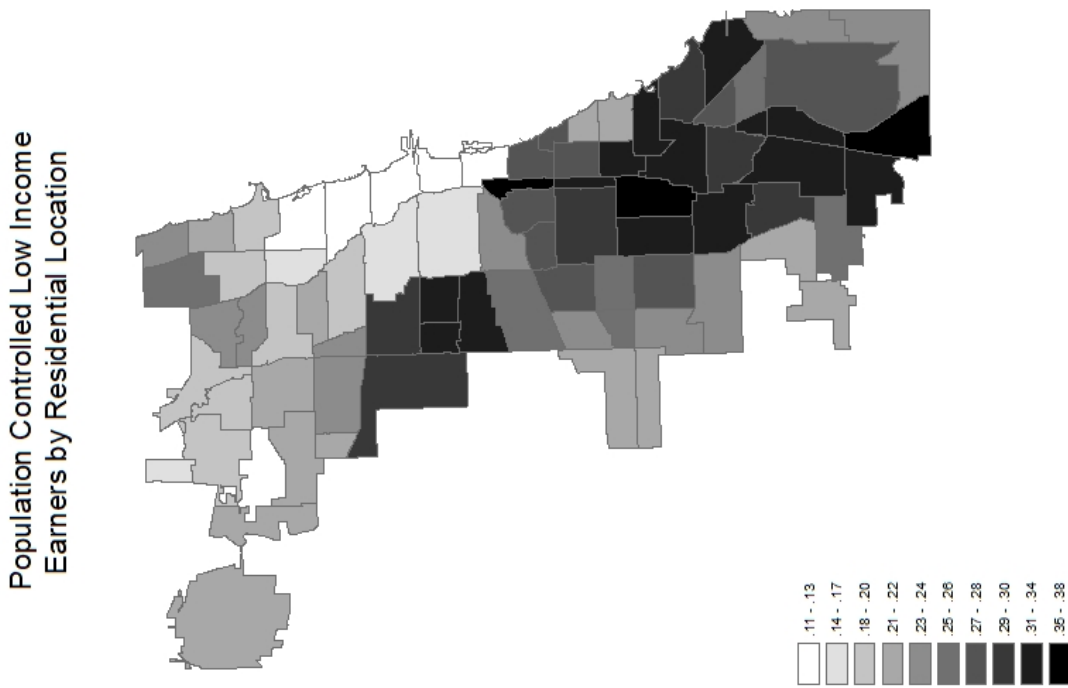 Population Controlled Low Income
Earners by Residential Location
.11 - .13
.14 - .17
.18 - .20
.21 - .22
.23 - .24
.25 - .26
.27 - .28
.29 - .30
.31 - .34
.35 - .38